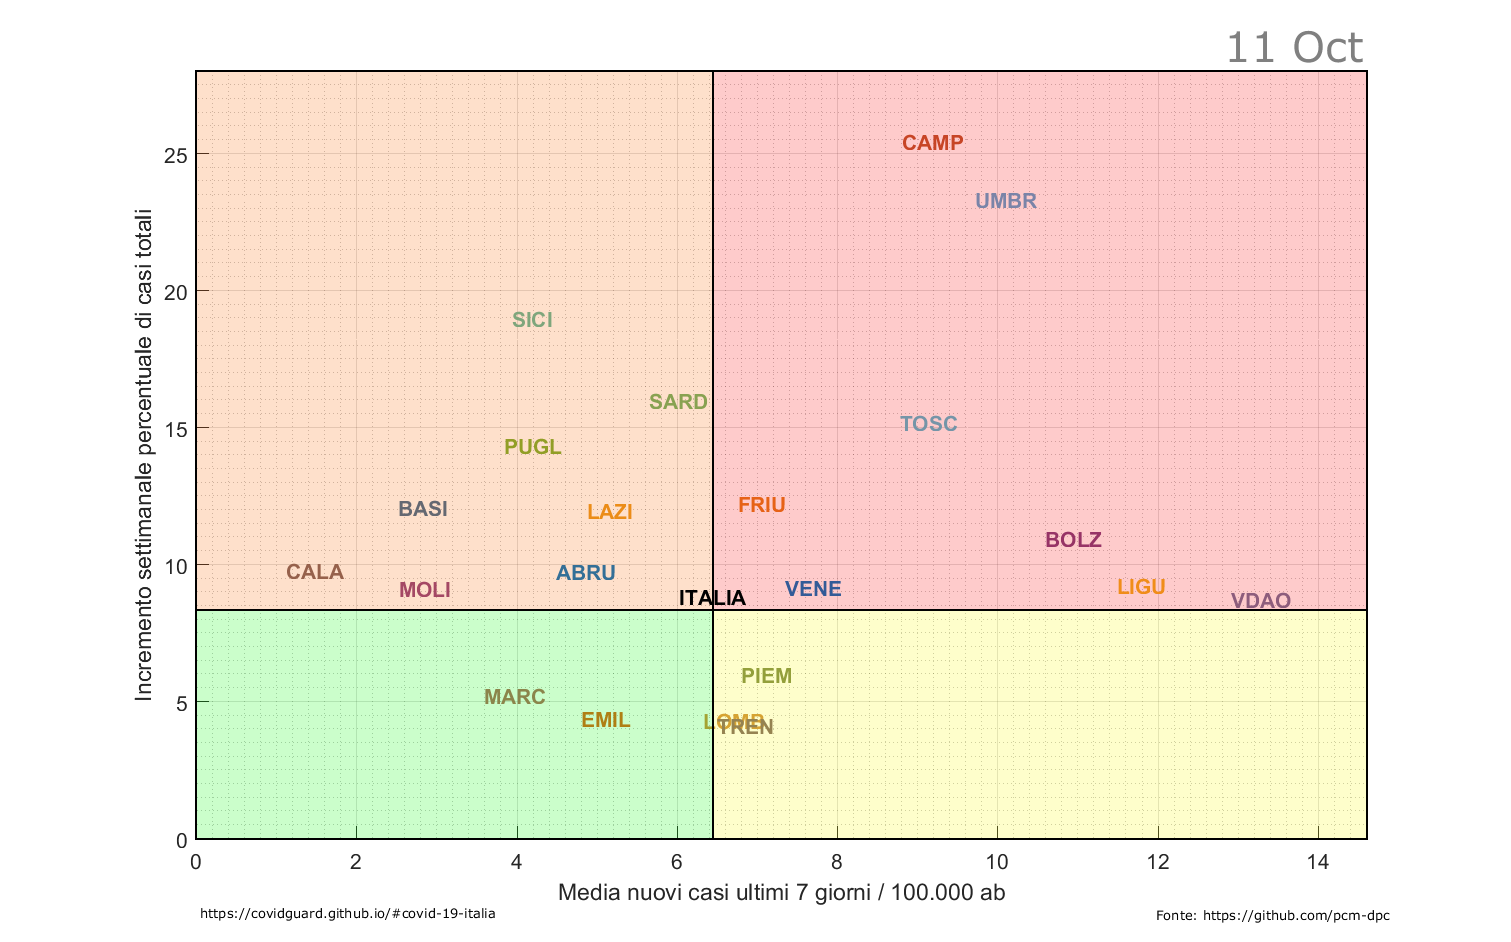 11 Oct
CAMP
25
UMBR
20
SICI
SARD
15
TOSC
PUGL
FRIU
BASI
LAZI
BOLZ
10
CALA
ABRU
MOLI
VENE
LIGU
ITALIA
VDAO
PIEM
5
MARC
EMIL
LOMB
TREN
0
Incremento settimanale percentuale di casi totali
0 2 4 6 8 10 12 14
Media nuovi casi ultimi 7 giorni / 100.000 ab
https://covidguard.github.io/#covid-19-italia
Fonte: https://github.com/pcm-dpc